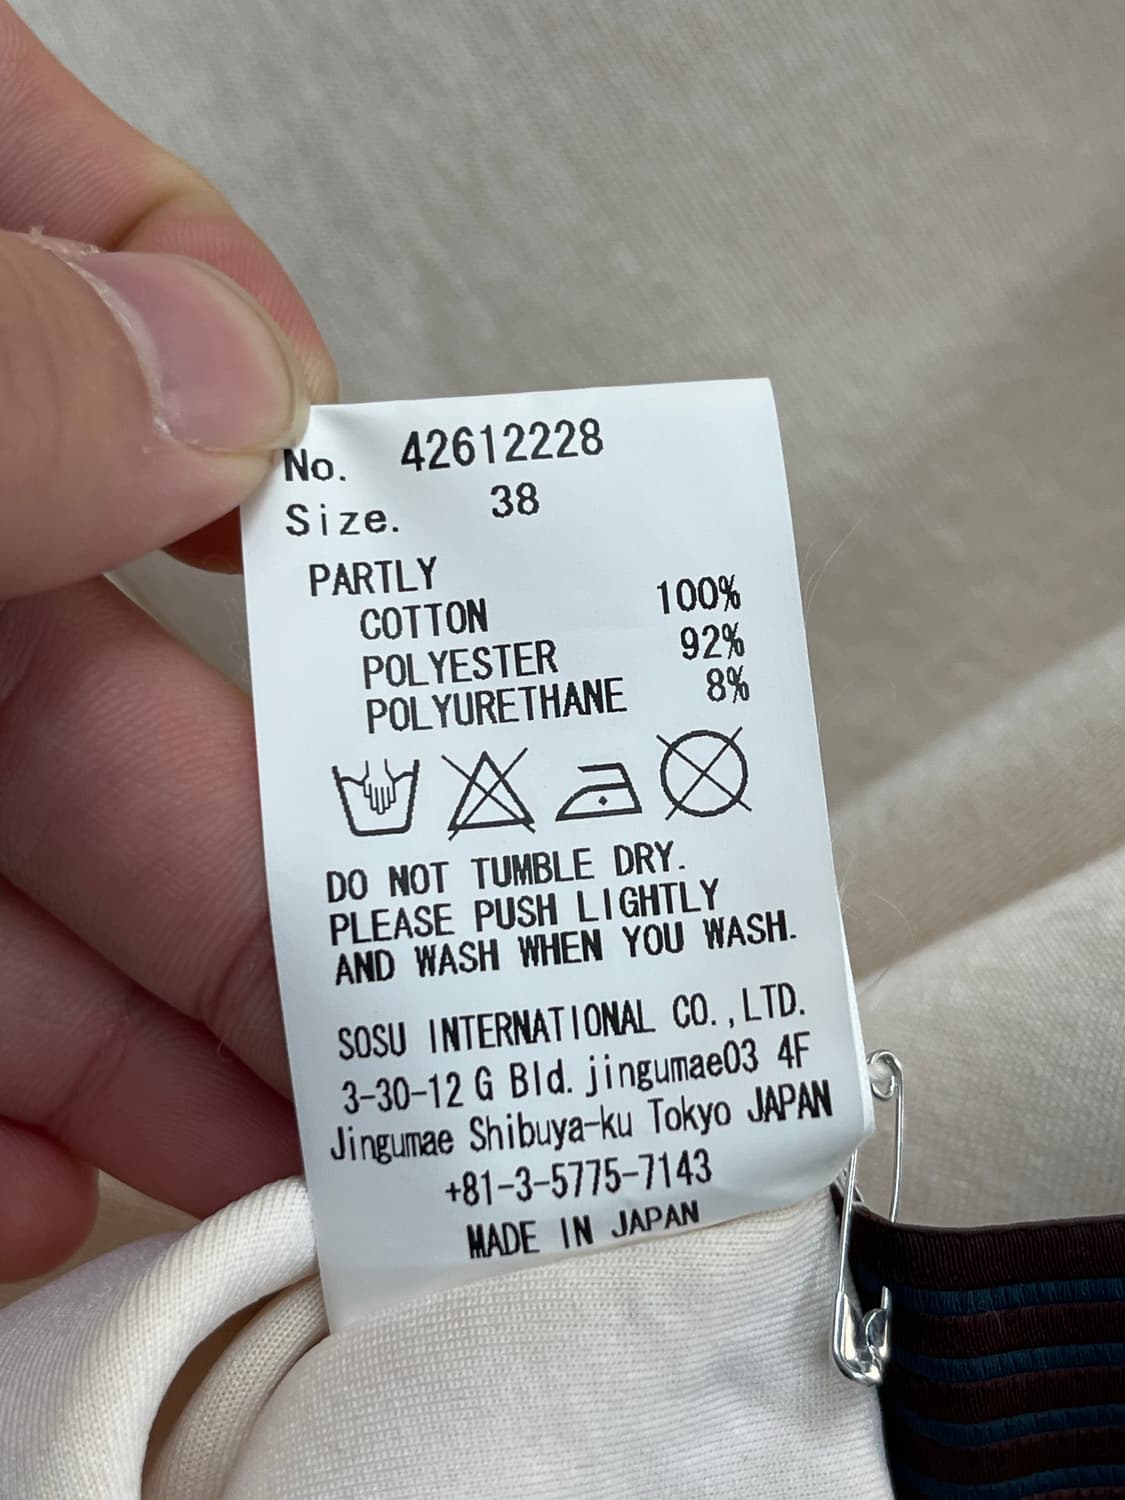 No. 42612228
Size. 38
PARTLY
COTTON 100%
POLYESTER 92%
POLYURETHANE 8%
DO NOT TUMBLE DRY.
PLEASE PUSH LIGHTLY
AND WASH WHEN YOU WASH.
SOSU INTERNATIONAL CO.,LTD.
3-30-12 G Bld. jingumae03 4F
Jingumae Shibuya-ku Tokyo JAPAN
+81-3-5775-7143
MADE IN JAPAN